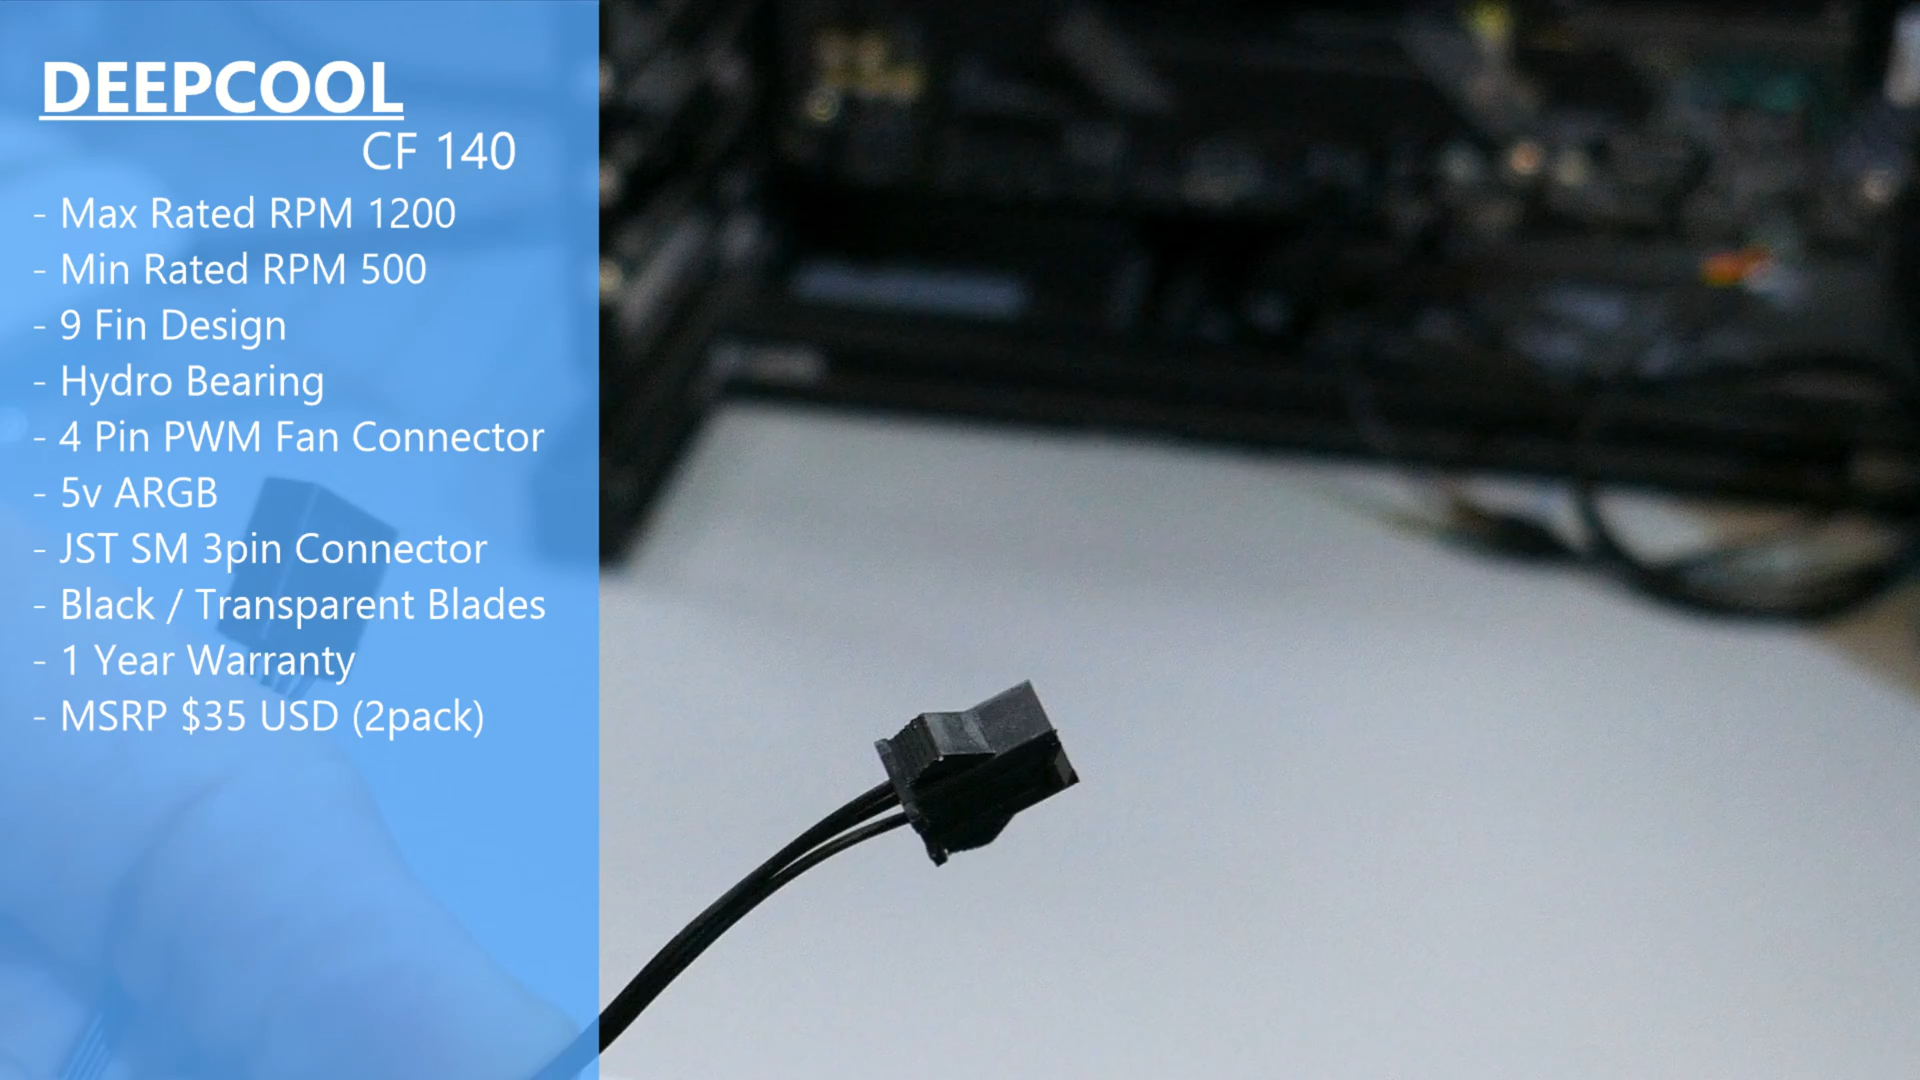 DEEPCOOL
CF 140
- Max Rated RPM 1200
- Min Rated RPM 500
- 9 Fin Design
- Hydro Bearing
- 4 Pin PWM Fan Connector
- 5v ARGB
- JST SM 3pin Connector
- Black / Transparent Blades
- 1 Year Warranty
- MSRP $35 USD (2pack)